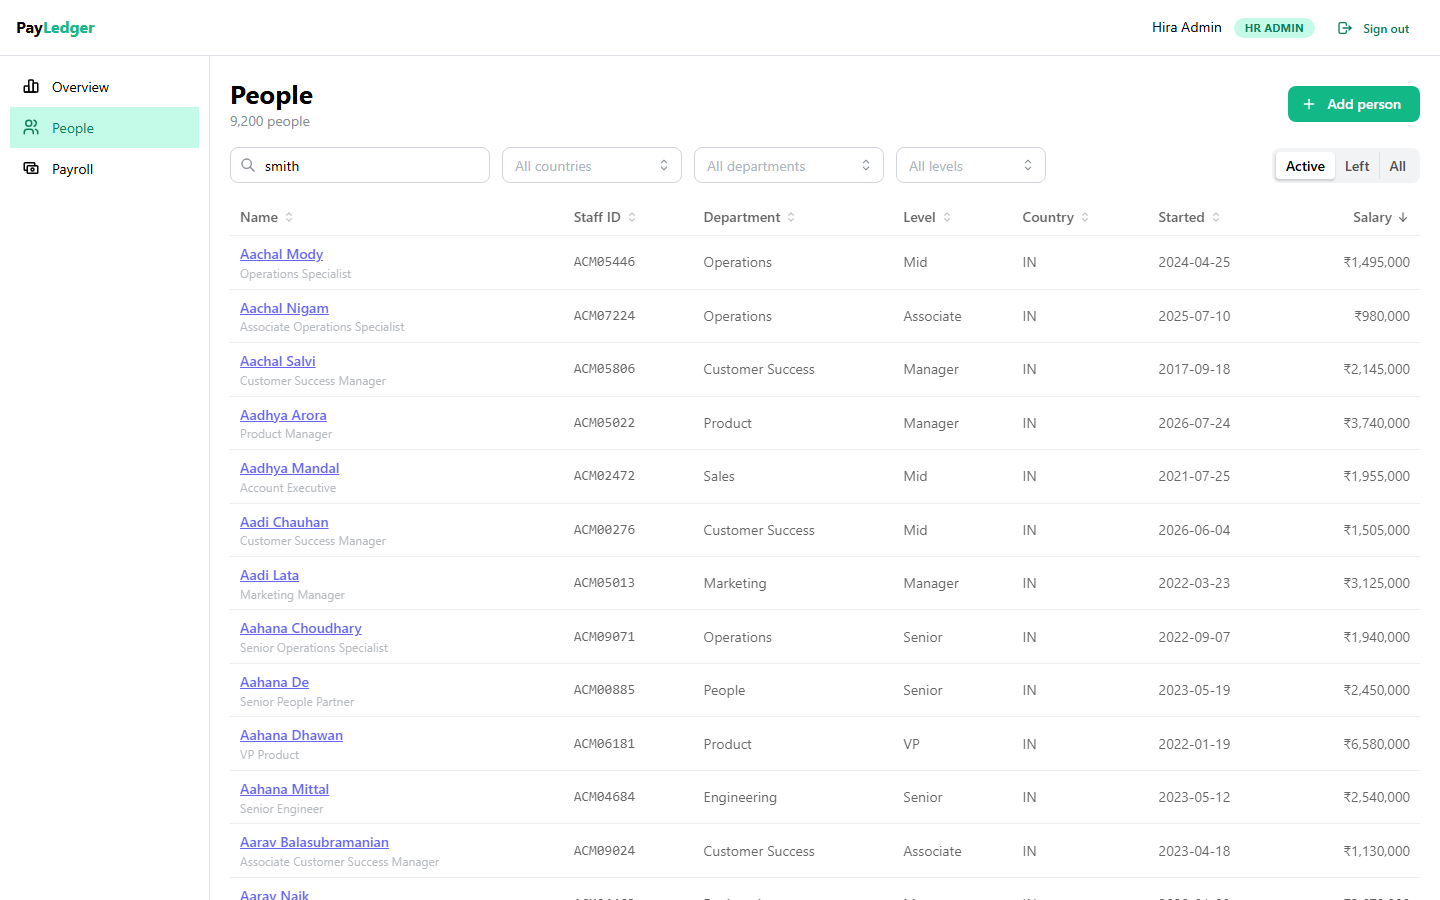 PayLedger
Hira Admin HR ADMIN Sign out
Overview
People
Payroll
People
9,200 people
+ Add person
smith All countries All departments All levels Active Left All
Name Staff ID Department Level Country Started Salary
Aachal Mody ACM05446 Operations Mid IN 2024-04-25 ₹1,495,000
Operations Specialist
Aachal Nigam ACM07224 Operations Associate IN 2025-07-10 ₹980,000
Associate Operations Specialist
Aachal Salvi ACM05806 Customer Success Manager IN 2017-09-18 ₹2,145,000
Customer Success Manager
Aadhya Arora ACM05022 Product Manager IN 2026-07-24 ₹3,740,000
Product Manager
Aadhya Mandal ACM02472 Sales Mid IN 2021-07-25 ₹1,955,000
Account Executive
Aadi Chauhan ACM00276 Customer Success Mid IN 2026-06-04 ₹1,505,000
Customer Success Manager
Aadi Lata ACM05013 Marketing Manager IN 2022-03-23 ₹3,125,000
Marketing Manager
Aahana Choudhary ACM09071 Operations Senior IN 2022-09-07 ₹1,940,000
Senior Operations Specialist
Aahana De ACM00885 People Senior IN 2023-05-19 ₹2,450,000
Senior People Partner
Aahana Dhawan ACM06181 Product VP IN 2022-01-19 ₹6,580,000
VP Product
Aahana Mittal ACM04684 Engineering Senior IN 2023-05-12 ₹2,540,000
Senior Engineer
Aarav Balasubramanian ACM09024 Customer Success Associate IN 2023-04-18 ₹1,130,000
Associate Customer Success Manager
Aarav Naik